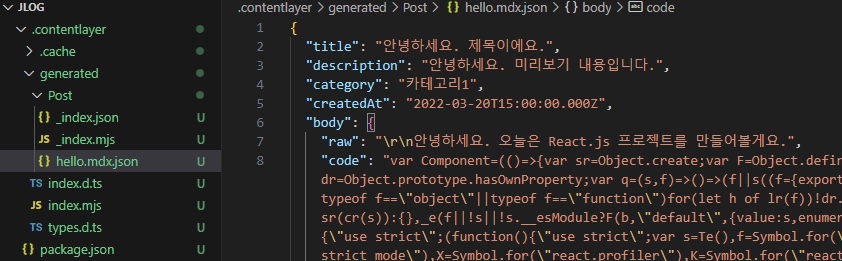 JLOG
.contentlayer
.cache
generated
Post
{} _index.json U
JS _index.mjs U
{} hello.mdx.json U
TS index.d.ts U
JS index.mjs U
TS types.d.ts U
{} package.json U
.contentlayer > generated > Post > {} hello.mdx.json > {} body > abc code
1 {
2 "title": "안녕하세요. 제목이에요.",
3 "description": "안녕하세요. 미리보기 내용입니다.",
4 "category": "카테고리1",
5 "createdAt": "2022-03-20T15:00:00.000Z",
6 "body": {
7 "raw": "\r\n안녕하세요. 오늘은 React.js 프로젝트를 만들어볼게요.",
8 "code": "var Component=(()=>{var sr=Object.create;var F=Object.defin
dr=Object.prototype.hasOwnProperty;var q=(s,f)=>()=>(f||s((f={export
typeof f==\"object\"||typeof f==\"function\")for(let h of lr(f))!dr.
sr(cr(s)):{},_e(f||!s||!s.__esModule?F(b,\"default\",{value:s,enumer
{\"use strict\";(function(){\"use strict\";var s=Te(),f=Symbol.for(\
strict_mode\"),X=Symbol.for(\"react.profiler\"),K=Symbol.for(\"react